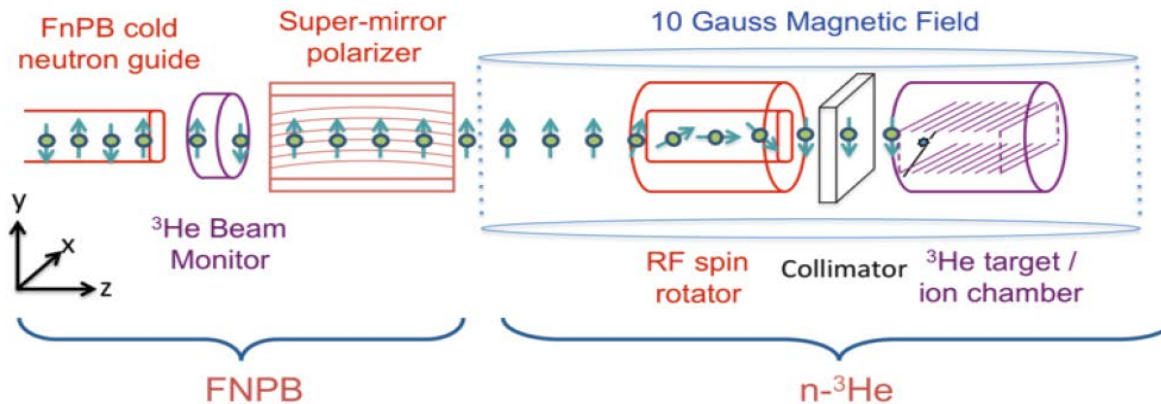 FnPB cold
neutron guide
Super-mirror
polarizer
10 Gauss Magnetic Field
y
x
z
³He Beam
Monitor
RF spin
rotator
Collimator
³He target /
ion chamber
FNPB
n-³He